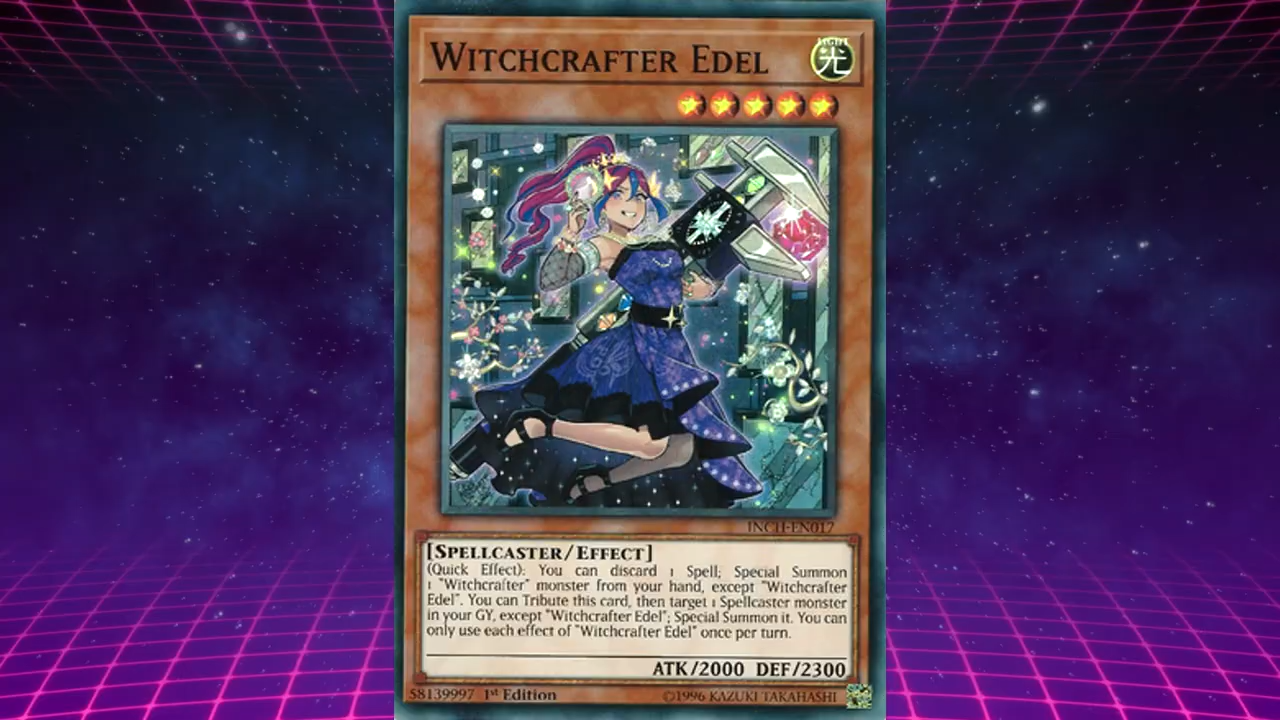 Witchcrafter Edel
LIGHT
光
INCH-EN017
[Spellcaster/Effect]
(Quick Effect): You can discard 1 Spell; Special Summon
1 "Witchcrafter" monster from your hand, except "Witchcrafter
Edel". You can Tribute this card, then target 1 Spellcaster monster
in your GY, except "Witchcrafter Edel"; Special Summon it. You can
only use each effect of "Witchcrafter Edel" once per turn.
ATK/2000 DEF/2300
58139997 1st Edition
©1996 KAZUKI TAKAHASHI